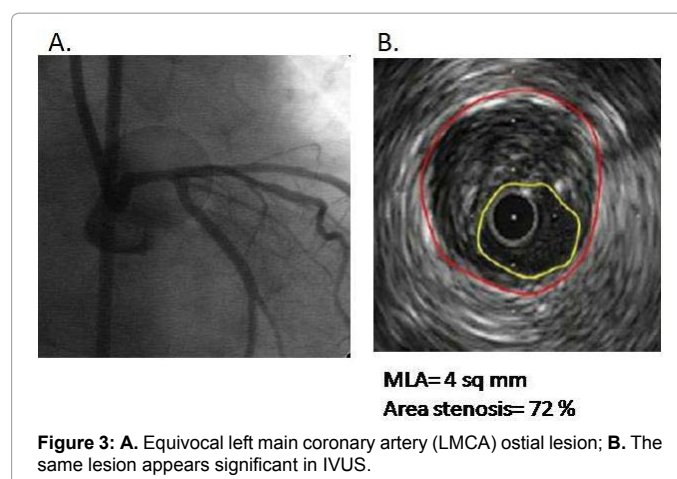 A.
B.
MLA= 4 sq mm
Area stenosis= 72 %
Figure 3: A. Equivocal left main coronary artery (LMCA) ostial lesion; B. The
same lesion appears significant in IVUS.